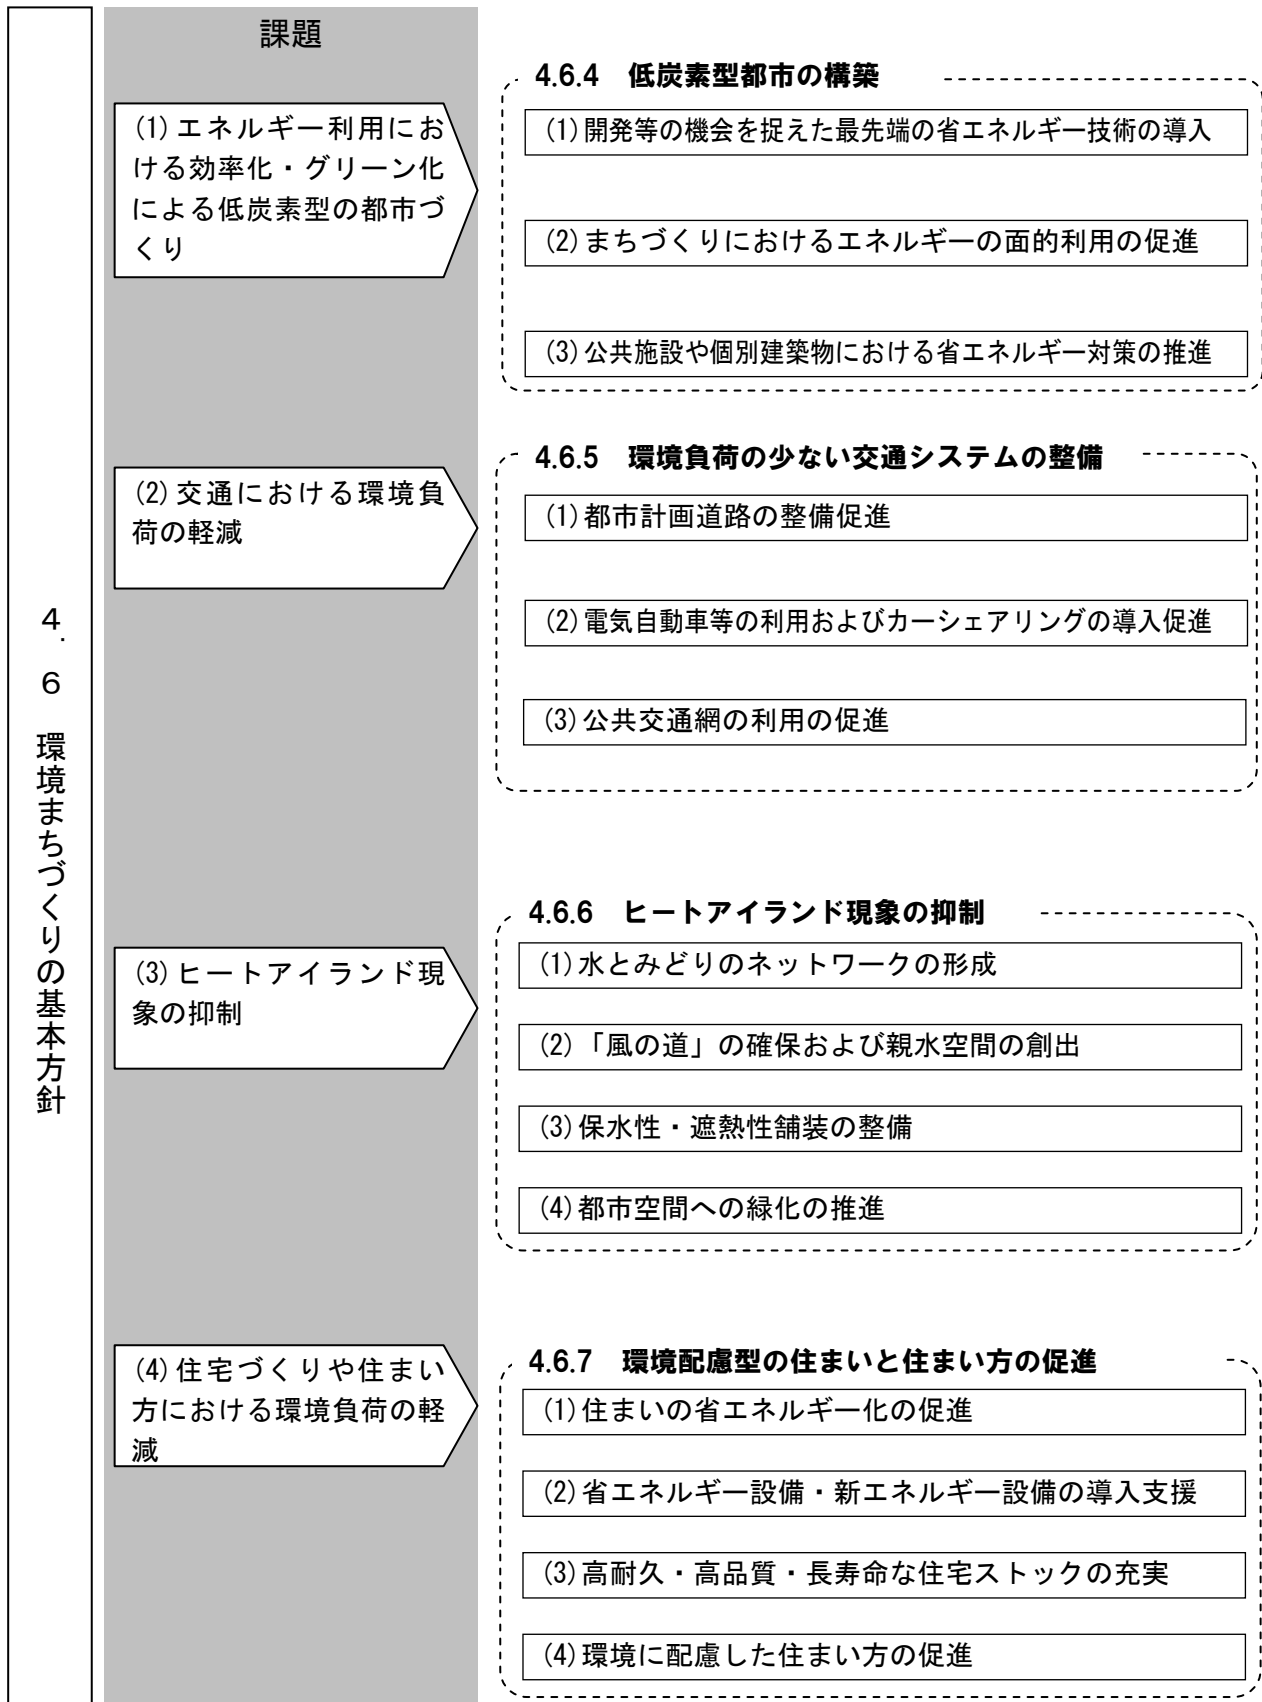 4.6 環境まちづくりの基本方針
課題
(1)エネルギー利用にお
ける効率化・グリーン化
による低炭素型の都市づ
くり
4.6.4 低炭素型都市の構築
(1)開発等の機会を捉えた最先端の省エネルギー技術の導入
(2)まちづくりにおけるエネルギーの面的利用の促進
(3)公共施設や個別建築物における省エネルギー対策の推進
(2)交通における環境負
荷の軽減
4.6.5 環境負荷の少ない交通システムの整備
(1)都市計画道路の整備促進
(2)電気自動車等の利用およびカーシェアリングの導入促進
(3)公共交通網の利用の促進
(3)ヒートアイランド現
象の抑制
4.6.6 ヒートアイランド現象の抑制
(1)水とみどりのネットワークの形成
(2)「風の道」の確保および親水空間の創出
(3)保水性・遮熱性舗装の整備
(4)都市空間への緑化の推進
(4)住宅づくりや住まい
方における環境負荷の軽
減
4.6.7 環境配慮型の住まいと住まい方の促進
(1)住まいの省エネルギー化の促進
(2)省エネルギー設備・新エネルギー設備の導入支援
(3)高耐久・高品質・長寿命な住宅ストックの充実
(4)環境に配慮した住まい方の促進